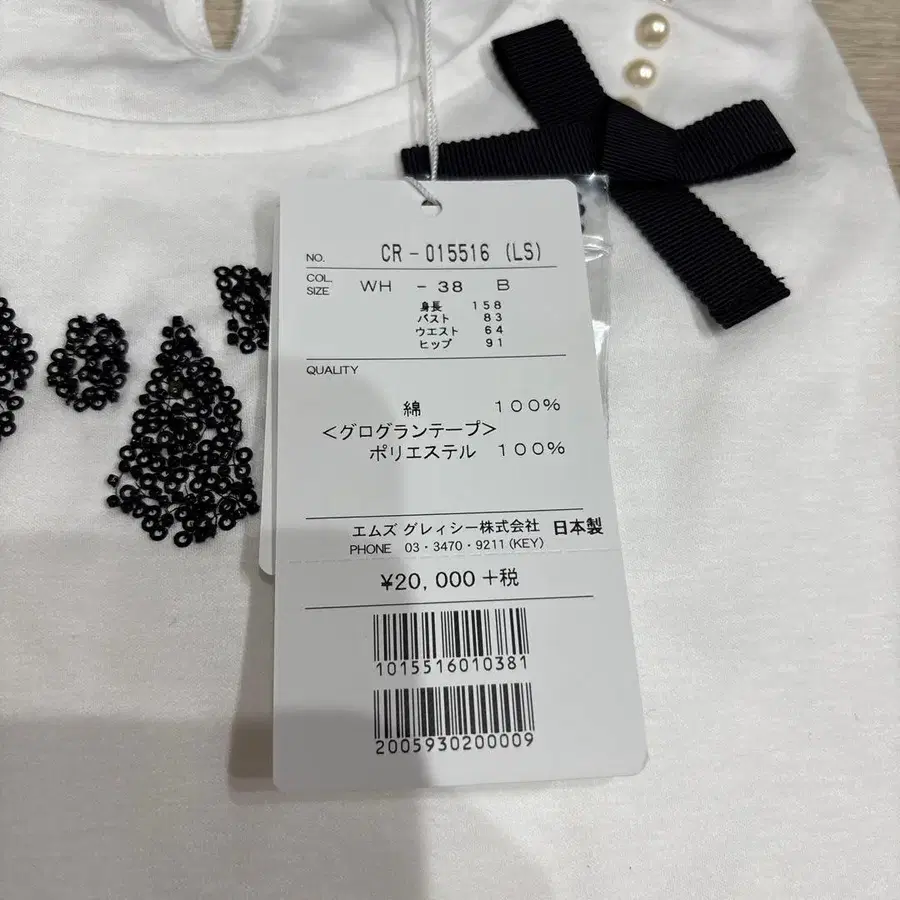 NO. CR-015516 (LS)
COL. SIZE WH - 38 B
身長 158
バスト 83
ウエスト 64
ヒップ 91
QUALITY
綿 100%
<グログランテープ>
ポリエステル 100%
エムズ グレィシー株式会社 日本製
PHONE 03・3470・9211(KEY)
¥20,000+税
1015516010381
2005930200009